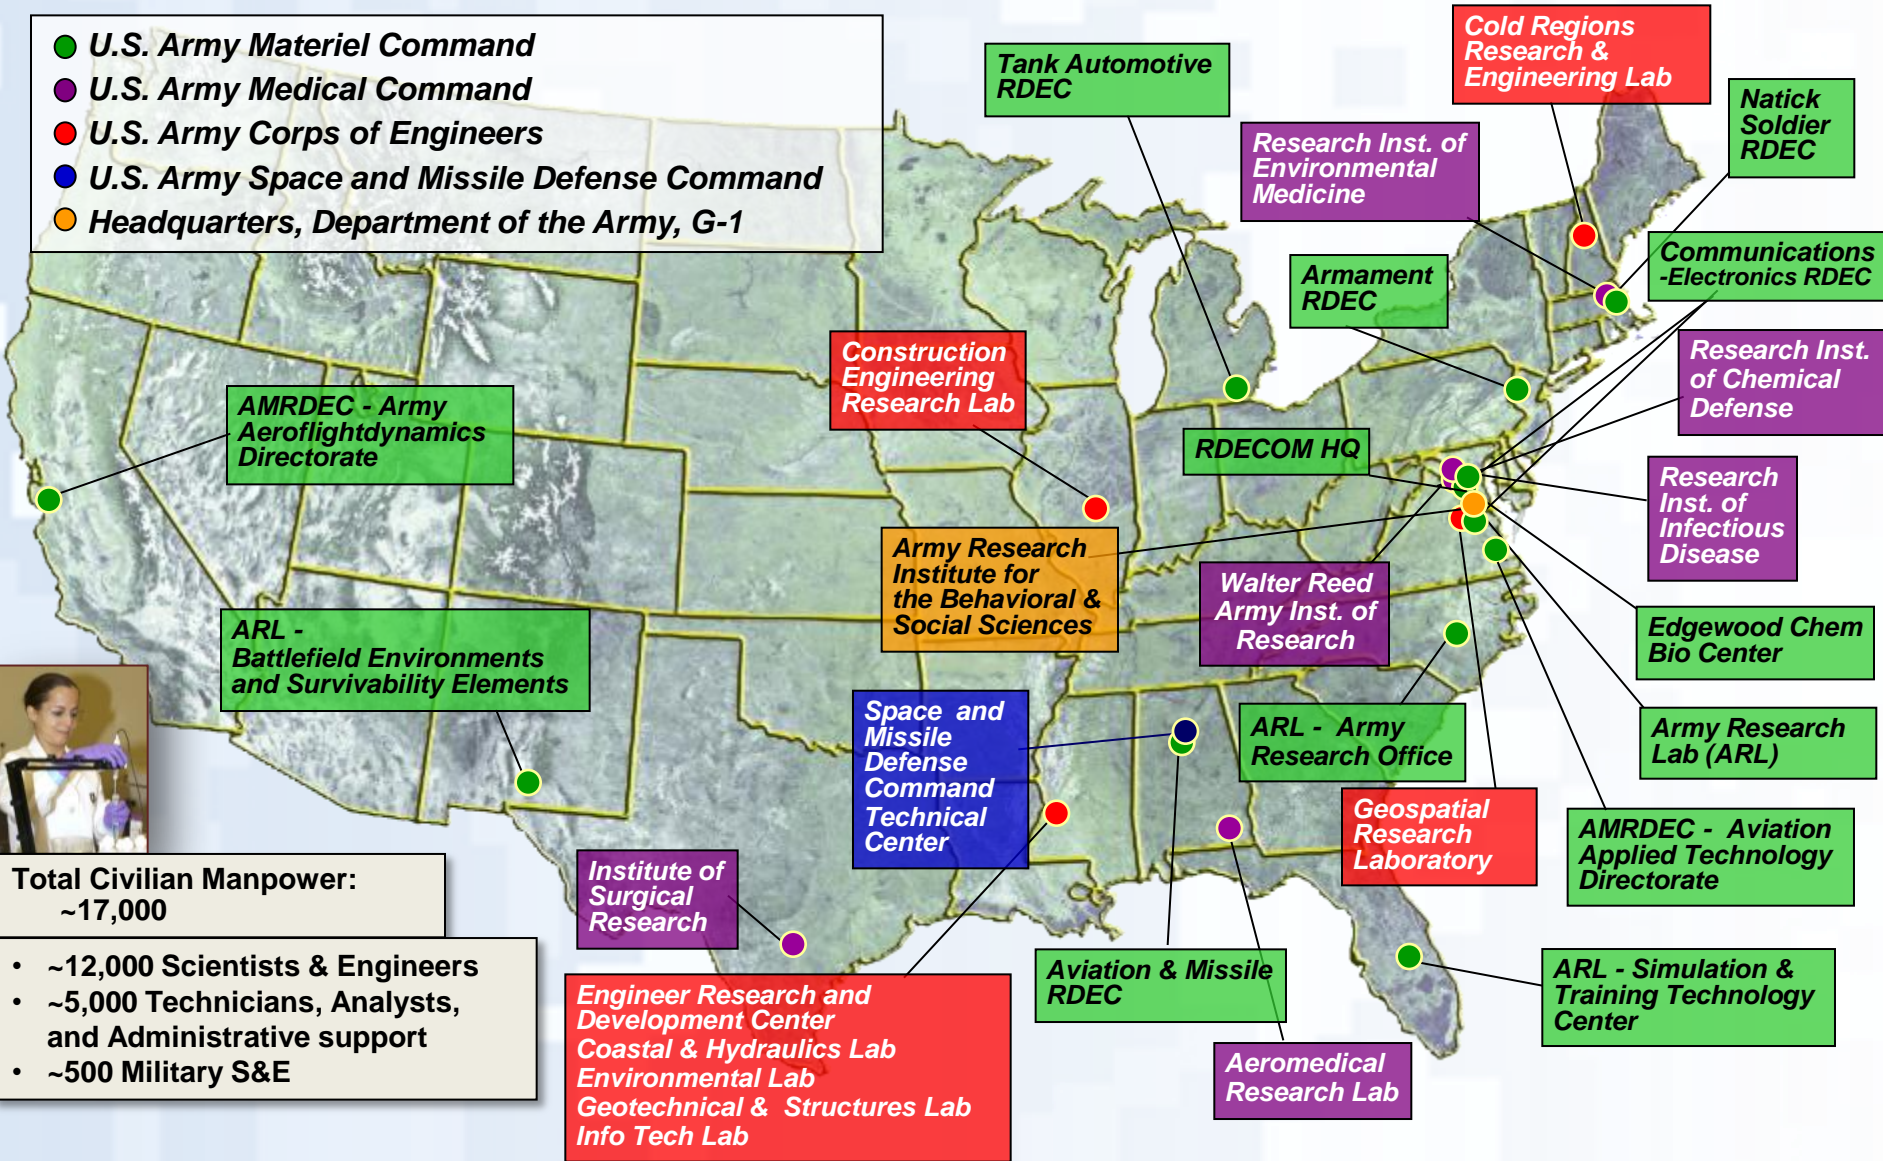 U.S. Army Materiel Command
U.S. Army Medical Command
U.S. Army Corps of Engineers
U.S. Army Space and Missile Defense Command
Headquarters, Department of the Army, G-1
Tank Automotive
RDEC
Cold Regions
Research &
Engineering Lab
Natick
Soldier
RDEC
Research Inst. of
Environmental
Medicine
Communications
-Electronics RDEC
Armament
RDEC
Construction
Engineering
Research Lab
Research Inst.
of Chemical
Defense
AMRDEC - Army
Aeroflightdynamics
Directorate
RDECOM HQ
Research
Inst. of
Infectious
Disease
Army Research
Institute for
the Behavioral &
Social Sciences
Walter Reed
Army Inst. of
Research
ARL -
Battlefield Environments
and Survivability Elements
Edgewood Chem
Bio Center
Space and
Missile
Defense
Command
Technical
Center
ARL - Army
Research Office
Army Research
Lab (ARL)
Geospatial
Research
Laboratory
AMRDEC - Aviation
Applied Technology
Directorate
Institute of
Surgical
Research
Total Civilian Manpower:
~17,000
• ~12,000 Scientists & Engineers
• ~5,000 Technicians, Analysts,
and Administrative support
• ~500 Military S&E
Aviation & Missile
RDEC
ARL - Simulation &
Training Technology
Center
Engineer Research and
Development Center
Coastal & Hydraulics Lab
Environmental Lab
Geotechnical & Structures Lab
Info Tech Lab
Aeromedical
Research Lab